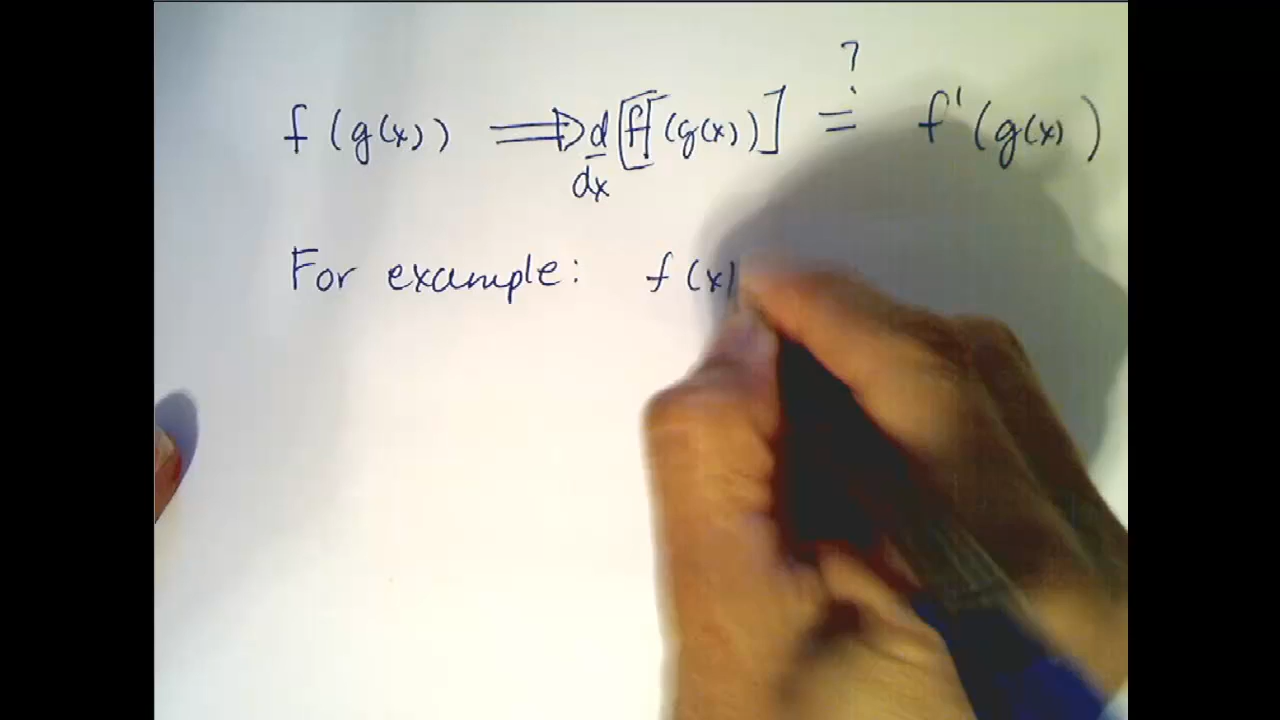 f(g(x)) ⟹ d/dx [f(g(x))] ≟ f'(g(x))
For example: f(x)